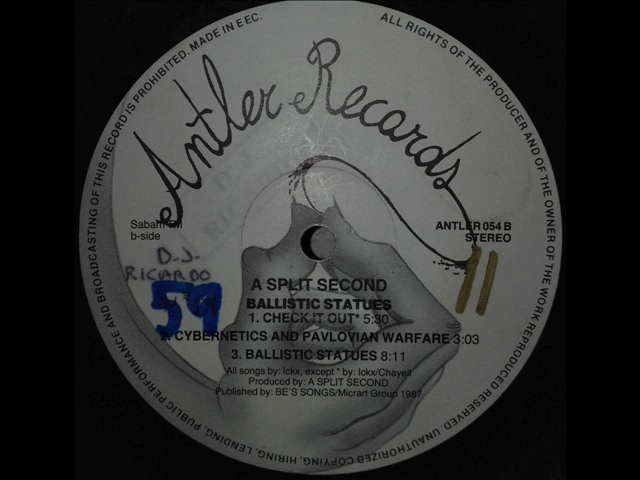 ALL RIGHTS OF THE PRODUCER AND OF THE OWNER OF THE WORK REPRODUCED RESERVED. UNAUTHORIZED COPYING, HIRING, LENDING, PUBLIC PERFORMANCE AND BROADCASTING OF THIS RECORD IS PROHIBITED. MADE IN EEC.
Antler Records
D.J.
RICARDO
Sabam
b-side
ANTLER 054 B
STEREO
D.J.
RICARDO
59
11
A SPLIT SECOND
BALLISTIC STATUES
1. CHECK IT OUT* 5:30
2. CYBERNETICS AND PAVLOVIAN WARFARE 3:03
3. BALLISTIC STATUES 8:11
All songs by: Ickx, except * by: Ickx/Chayell
Produced by: A SPLIT SECOND
Published by: BE'S SONGS/Micrart Group 1987